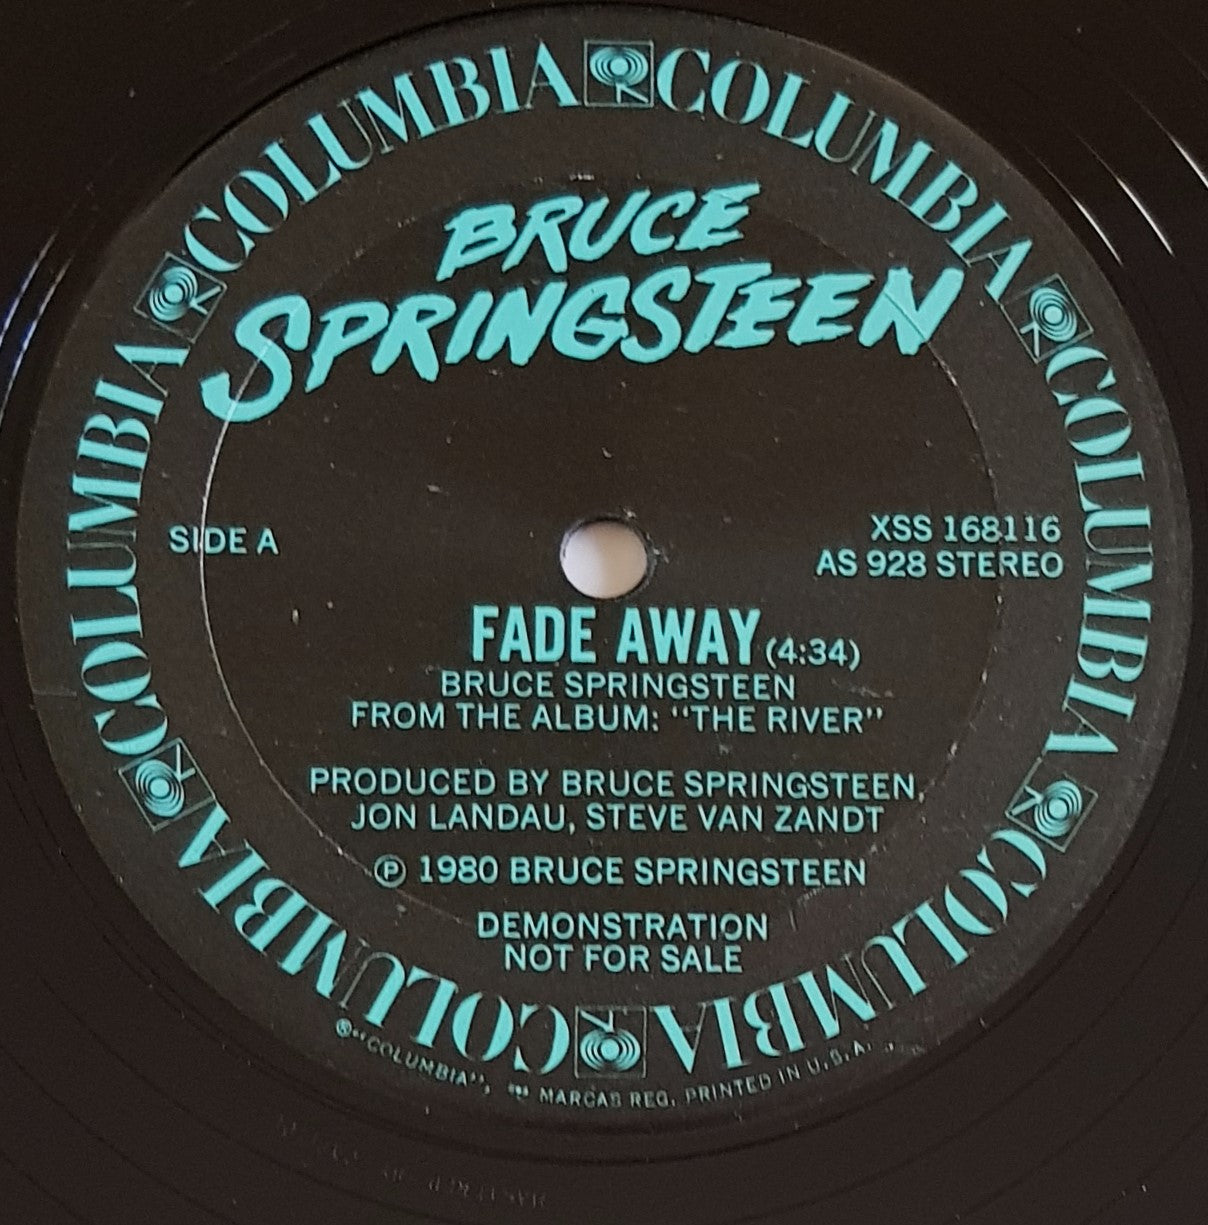 COLUMBIA COLUMBIA COLUMBIA COLUMBIA COLUMBIA COLUMBIA
BRUCE
SPRINGSTEEN
SIDE A
XSS 168116
AS 928 STEREO
FADE AWAY (4:34)
BRUCE SPRINGSTEEN
FROM THE ALBUM: "THE RIVER"
PRODUCED BY BRUCE SPRINGSTEEN,
JON LANDAU, STEVE VAN ZANDT
Ⓟ 1980 BRUCE SPRINGSTEEN
DEMONSTRATION
NOT FOR SALE
®"COLUMBIA", MARCAS REG. PRINTED IN U.S.A.